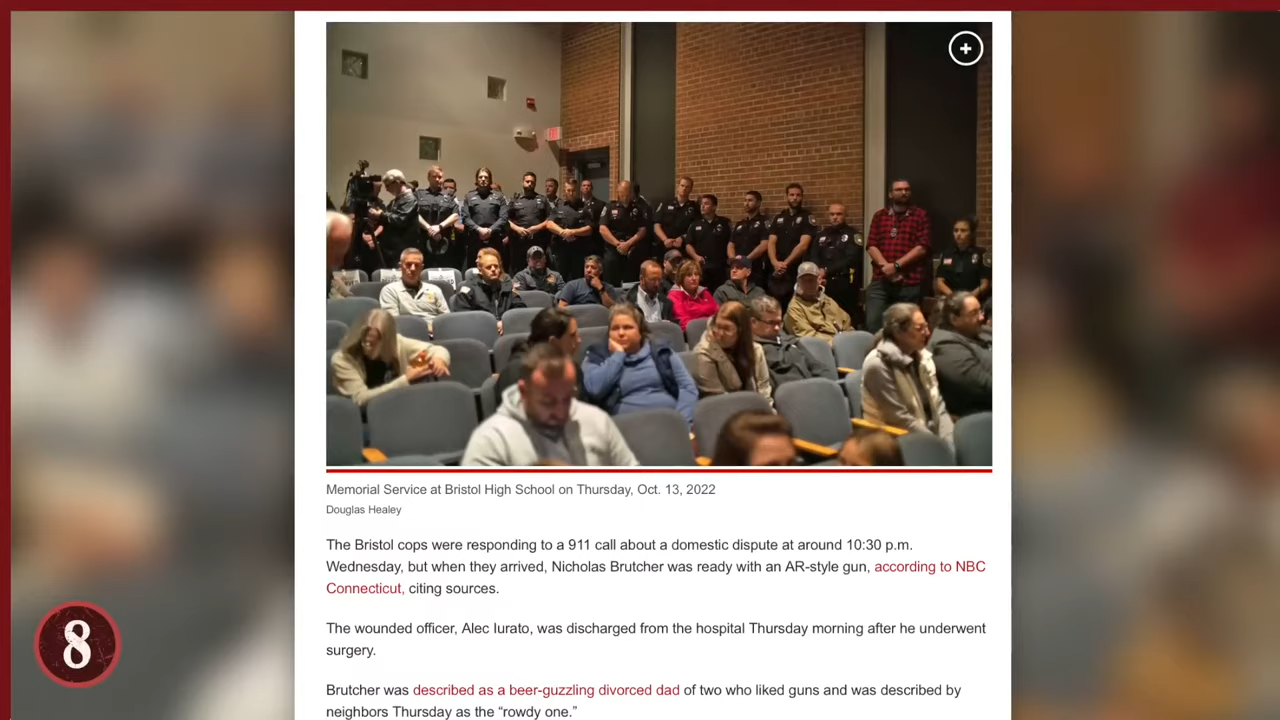 Memorial Service at Bristol High School on Thursday, Oct. 13, 2022
Douglas Healey
The Bristol cops were responding to a 911 call about a domestic dispute at around 10:30 p.m.
Wednesday, but when they arrived, Nicholas Brutcher was ready with an AR-style gun, according to NBC
Connecticut, citing sources.
The wounded officer, Alec Iurato, was discharged from the hospital Thursday morning after he underwent
surgery.
Brutcher was described as a beer-guzzling divorced dad of two who liked guns and was described by
neighbors Thursday as the “rowdy one.”
8